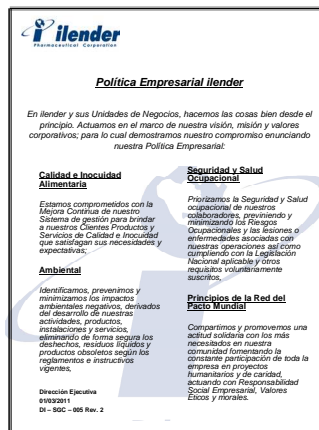 ilender
Pharmaceutical Corporation
Política Empresarial ilender
En ilender y sus Unidades de Negocios, hacemos las cosas bien desde el
principio. Actuamos en el marco de nuestra visión, misión y valores
corporativos; para lo cual demostramos nuestro compromiso enunciando
nuestra Política Empresarial:
Calidad e Inocuidad
Alimentaria
Estamos comprometidos con la
Mejora Continua de nuestro
Sistema de gestión para brindar
a nuestros Clientes Productos y
Servicios de Calidad e Inocuidad
que satisfagan sus necesidades y
expectativas;
Ambiental
Identificamos, prevenimos y
minimizamos los impactos
ambientales negativos, derivados
del desarrollo de nuestras
actividades, productos,
instalaciones y servicios,
eliminando de forma segura los
deshechos, residuos líquidos y
productos obsoletos según los
reglamentos e instructivos
vigentes,
Dirección Ejecutiva
01/03/2011
DI – SGC – 005 Rev. 2
Seguridad y Salud
Ocupacional
Priorizamos la Seguridad y Salud
ocupacional de nuestros
colaboradores, previniendo y
minimizando los Riesgos
Ocupacionales y las lesiones o
enfermedades asociadas con
nuestras operaciones así como
cumpliendo con la Legislación
Nacional aplicable y otros
requisitos voluntariamente
suscritos,
Principios de la Red del
Pacto Mundial
Compartimos y promovemos una
actitud solidaria con los más
necesitados en nuestra
comunidad fomentando la
constante participación de toda la
empresa en proyectos
humanitarios y de caridad,
actuando con Responsabilidad
Social Empresarial, Valores
Éticos y morales.